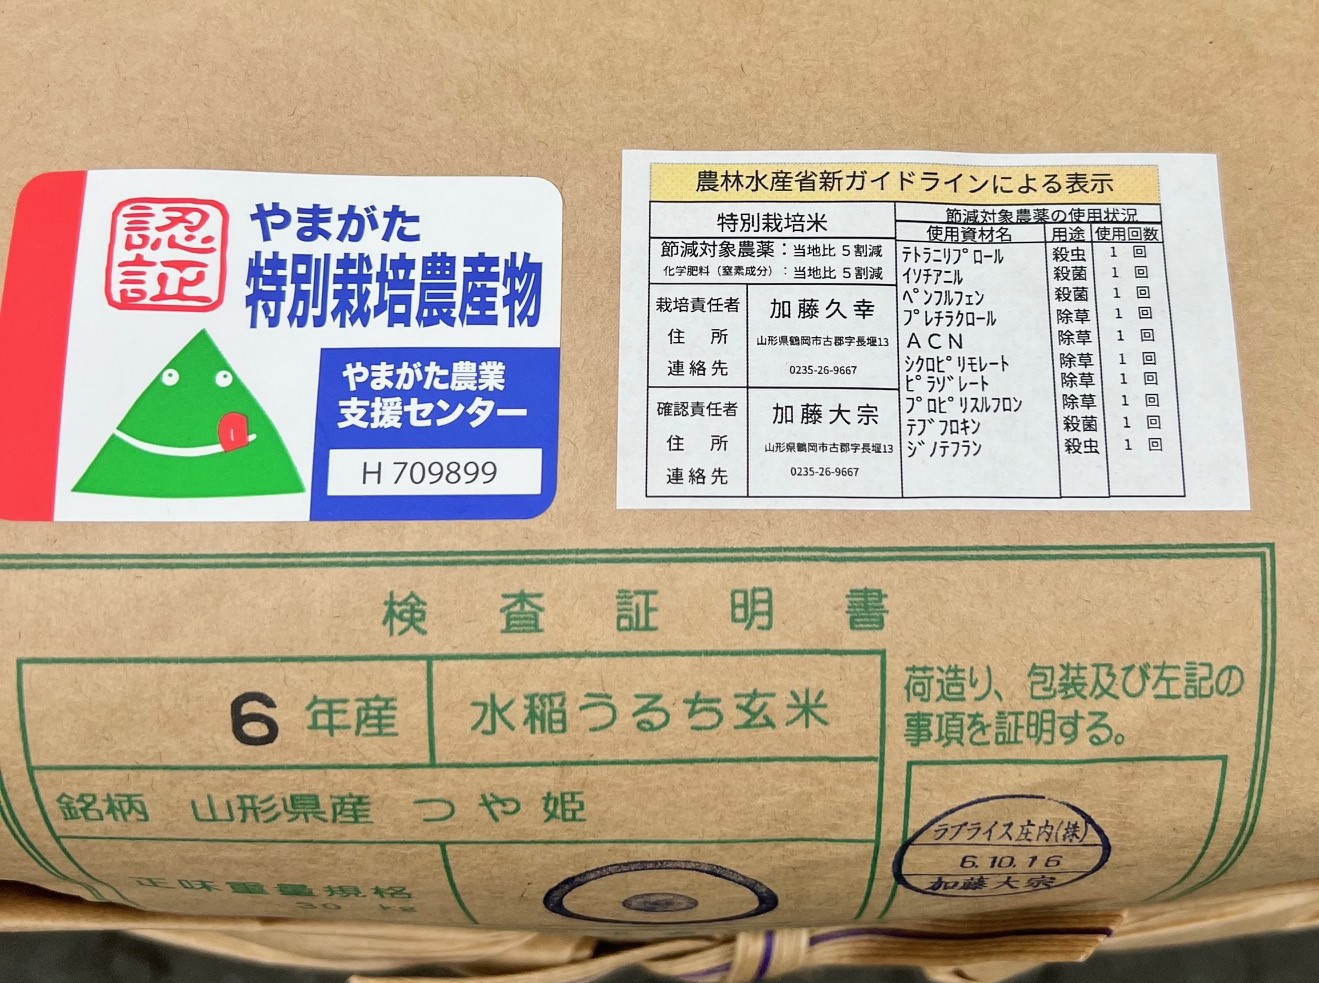 認証
やまがた
特別栽培農産物
やまがた農業
支援センター
H 709899
農林水産省新ガイドラインによる表示
特別栽培米
節減対象農薬：当地比 ５割減
化学肥料（窒素成分）：当地比 ５割減
栽培責任者 加藤久幸
住所 山形県鶴岡市古郡字長堰13
連絡先 0235-26-9667
確認責任者 加藤大宗
住所 山形県鶴岡市古郡字長堰13
連絡先 0235-26-9667
節減対象農薬の使用状況
使用資材名 用途 使用回数
ﾃﾄﾗﾆﾘﾌﾟﾛｰﾙ 殺虫 1 回
ｲｿﾁｱﾆﾙ 殺菌 1 回
ﾍﾟﾝﾌﾙﾌｪﾝ 殺菌 1 回
ﾌﾟﾚﾁﾗｸﾛｰﾙ 除草 1 回
ＡＣＮ 除草 1 回
ｼｸﾛﾋﾟﾘﾓﾚｰﾄ 除草 1 回
ﾋﾟﾗｿﾞﾚｰﾄ 除草 1 回
ﾌﾟﾛﾋﾟﾘｽﾙﾌﾛﾝ 除草 1 回
ﾃﾌﾞﾌﾛｷﾝ 殺菌 1 回
ｼﾞﾉﾃﾌﾗﾝ 殺虫 1 回
検査証明書
6年産 水稲うるち玄米
銘柄 山形県産 つや姫
正味重量規格
30 kg
荷造り、包装及び左記の
事項を証明する。
ラブライス庄内(株)
6.10.16
加藤大宗